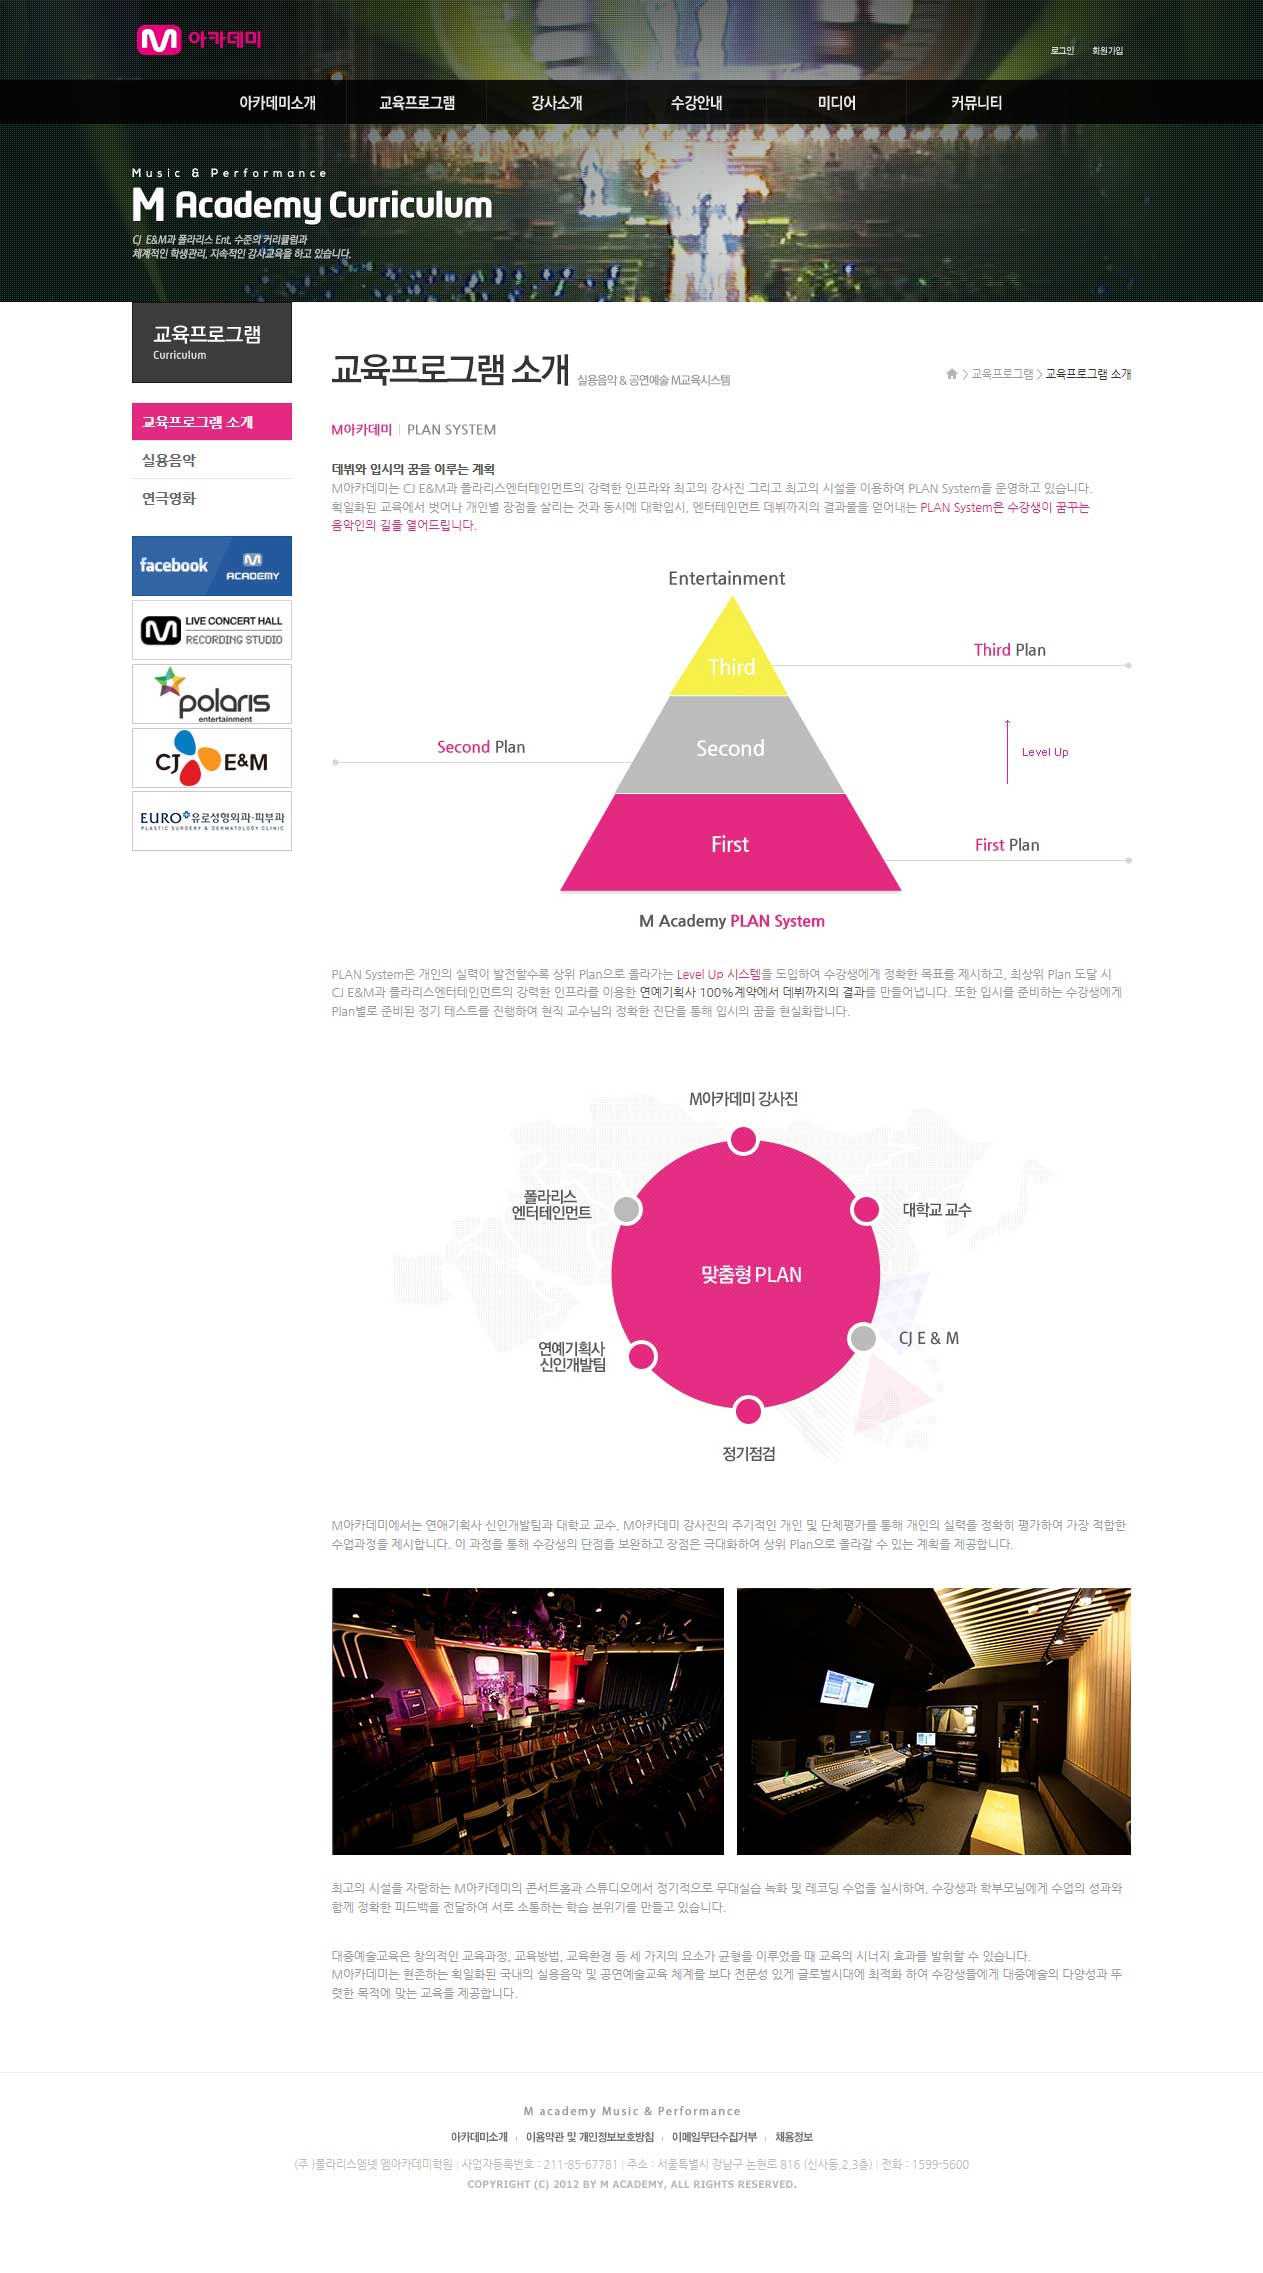 M 아카데미
로그인 회원가입
아카데미소개 교육프로그램 강사소개 수강안내 미디어 커뮤니티
Music & Performance
M Academy Curriculum
CJ E&M과 폴라리스 Ent. 수준의 커리큘럼과
체계적인 학생관리, 지속적인 강사교육을 하고 있습니다.
교육프로그램
Curriculum
교육프로그램 소개
실용음악
연극영화
facebook M ACADEMY
M LIVE CONCERT HALL
RECORDING STUDIO
polaris
entertainment
CJ E&M
EURO+유로성형외과·피부과
PLASTIC SURGERY & DERMATOLOGY CLINIC
교육프로그램 소개 실용음악 & 공연예술 M교육시스템
> 교육프로그램 > 교육프로그램 소개
M아카데미 | PLAN SYSTEM
데뷔와 입시의 꿈을 이루는 계획
M아카데미는 CJ E&M과 폴라리스엔터테인먼트의 강력한 인프라와 최고의 강사진 그리고 최고의 시설을 이용하여 PLAN System을 운영하고 있습니다.
획일화된 교육에서 벗어나 개인별 장점을 살리는 것과 동시에 대학입시, 엔터테인먼트 데뷔까지의 결과물을 얻어내는 PLAN System은 수강생이 꿈꾸는
음악인의 길을 열어드립니다.
Entertainment
Third
Third Plan
Second
Second Plan
Level Up
First
First Plan
M Academy PLAN System
PLAN System은 개인의 실력이 발전할수록 상위 Plan으로 올라가는 Level Up 시스템을 도입하여 수강생에게 정확한 목표를 제시하고, 최상위 Plan 도달 시
CJ E&M과 폴라리스엔터테인먼트의 강력한 인프라를 이용한 연예기획사 100%계약에서 데뷔까지의 결과를 만들어냅니다. 또한 입시를 준비하는 수강생에게
Plan별로 준비된 정기 테스트를 진행하여 현직 교수님의 정확한 진단을 통해 입시의 꿈을 현실화합니다.
M아카데미 강사진
폴라리스
엔터테인먼트
대학교 교수
맞춤형 PLAN
CJ E & M
연예기획사
신인개발팀
정기점검
M아카데미에서는 연애기획사 신인개발팀과 대학교 교수, M아카데미 강사진의 주기적인 개인 및 단체평가를 통해 개인의 실력을 정확히 평가하여 가장 적합한
수업과정을 제시합니다. 이 과정을 통해 수강생의 단점을 보완하고 장점은 극대화하여 상위 Plan으로 올라갈 수 있는 계획을 제공합니다.
최고의 시설을 자랑하는 M아카데미의 콘서트홀과 스튜디오에서 정기적으로 무대실습 녹화 및 레코딩 수업을 실시하여, 수강생과 학부모님에게 수업의 성과와
함께 정확한 피드백을 전달하여 서로 소통하는 학습 분위기를 만들고 있습니다.
대중예술교육은 창의적인 교육과정, 교육방법, 교육환경 등 세 가지의 요소가 균형을 이루었을 때 교육의 시너지 효과를 발휘할 수 있습니다.
M아카데미는 현존하는 획일화된 국내의 실용음악 및 공연예술교육 체계를 보다 전문성 있게 글로벌시대에 최적화 하여 수강생들에게 대중예술의 다양성과 뚜
렷한 목적에 맞는 교육을 제공합니다.
M academy Music & Performance
아카데미소개 | 이용약관 및 개인정보보호방침 | 이메일무단수집거부 | 채용정보
(주)폴라리스엠넷 엠아카데미학원 | 사업자등록번호 : 211-85-67781 | 주소 : 서울특별시 강남구 논현로 816 (신사동,2,3층) | 전화 : 1599-5600
COPYRIGHT (C) 2012 BY M ACADEMY, ALL RIGHTS RESERVED.